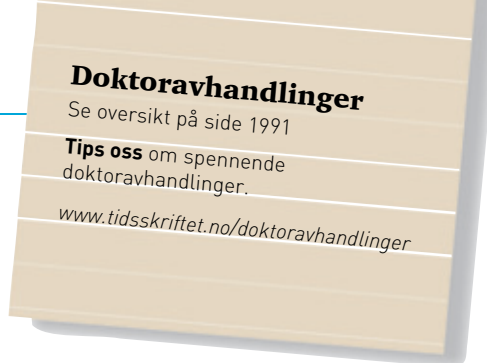 Doktoravhandlinger
Se oversikt på side 1991
Tips oss om spennende
doktoravhandlinger.
www.tidsskriftet.no/doktoravhandlinger